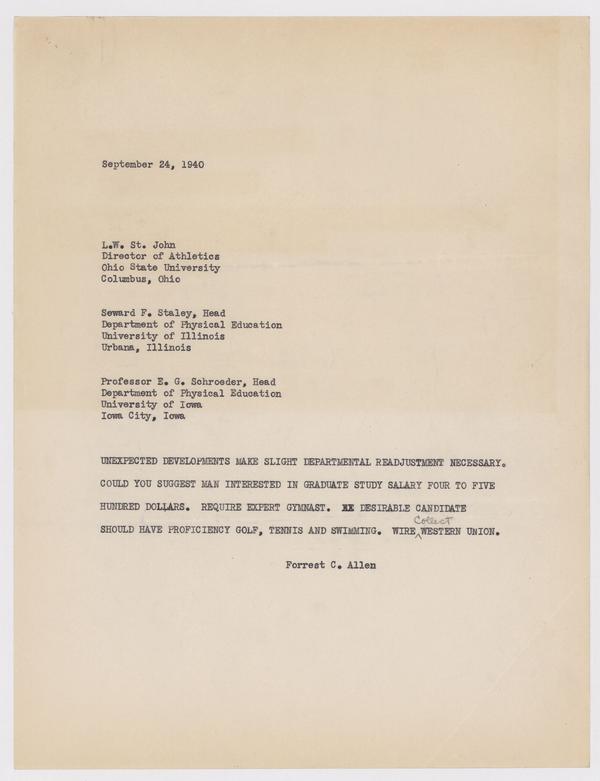 September 24, 1940
L.W. St. John
Director of Athletics
Ohio State University
Columbus, Ohio
Seward F. Staley, Head
Department of Physical Education
University of Illinois
Urbana, Illinois
Professor E. G. Schroeder, Head
Department of Physical Education
University of Iowa
Iowa City, Iowa
UNEXPECTED DEVELOPMENTS MAKE SLIGHT DEPARTMENTAL READJUSTMENT NECESSARY.
COULD YOU SUGGEST MAN INTERESTED IN GRADUATE STUDY SALARY FOUR TO FIVE
HUNDRED DOLLARS. REQUIRE EXPERT GYMNAST. XX DESIRABLE CANDIDATE
Collect
SHOULD HAVE PROFICIENCY GOLF, TENNIS AND SWIMMING. WIRE WESTERN UNION.
Forrest C. Allen